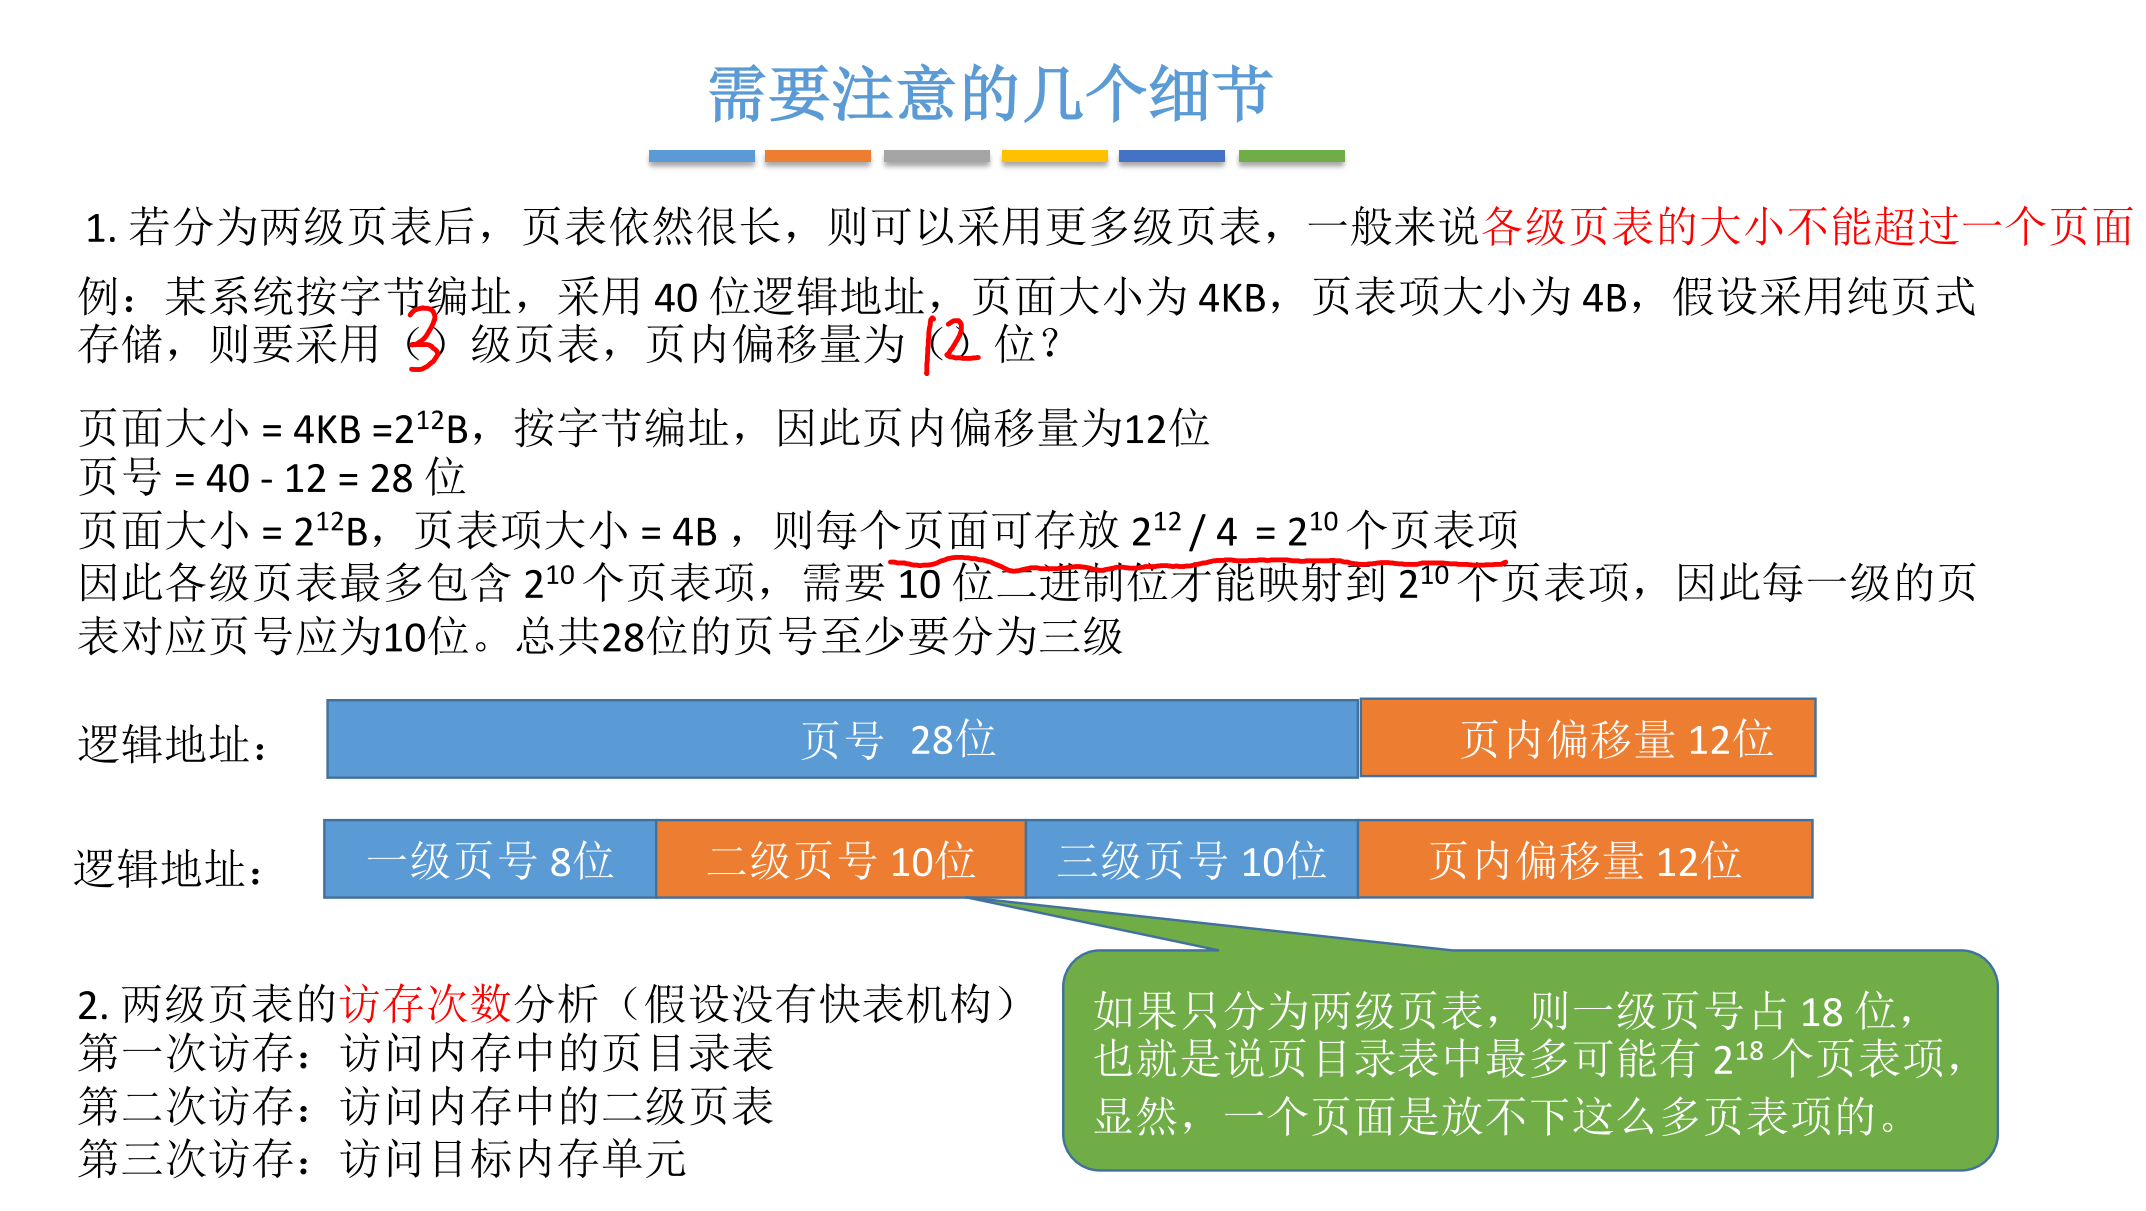 需要注意的几个细节
1. 若分为两级页表后，页表依然很长，则可以采用更多级页表，一般来说各级页表的大小不能超过一个页面
例：某系统按字节编址，采用 40 位逻辑地址，页面大小为 4KB，页表项大小为 4B，假设采用纯页式
存储，则要采用（3）级页表，页内偏移量为（12）位？
页面大小 = 4KB =2¹²B，按字节编址，因此页内偏移量为12位
页号 = 40 - 12 = 28 位
页面大小 = 2¹²B，页表项大小 = 4B ，则每个页面可存放 2¹² / 4 = 2¹⁰ 个页表项
因此各级页表最多包含 2¹⁰ 个页表项，需要 10 位二进制位才能映射到 2¹⁰ 个页表项，因此每一级的页
表对应页号应为10位。总共28位的页号至少要分为三级
逻辑地址： 页号 28位 页内偏移量 12位
逻辑地址： 一级页号 8位 二级页号 10位 三级页号 10位 页内偏移量 12位
2. 两级页表的访存次数分析（假设没有快表机构）
第一次访存：访问内存中的页目录表
第二次访存：访问内存中的二级页表
第三次访存：访问目标内存单元
如果只分为两级页表，则一级页号占 18 位，
也就是说页目录表中最多可能有 2¹⁸ 个页表项，
显然，一个页面是放不下这么多页表项的。